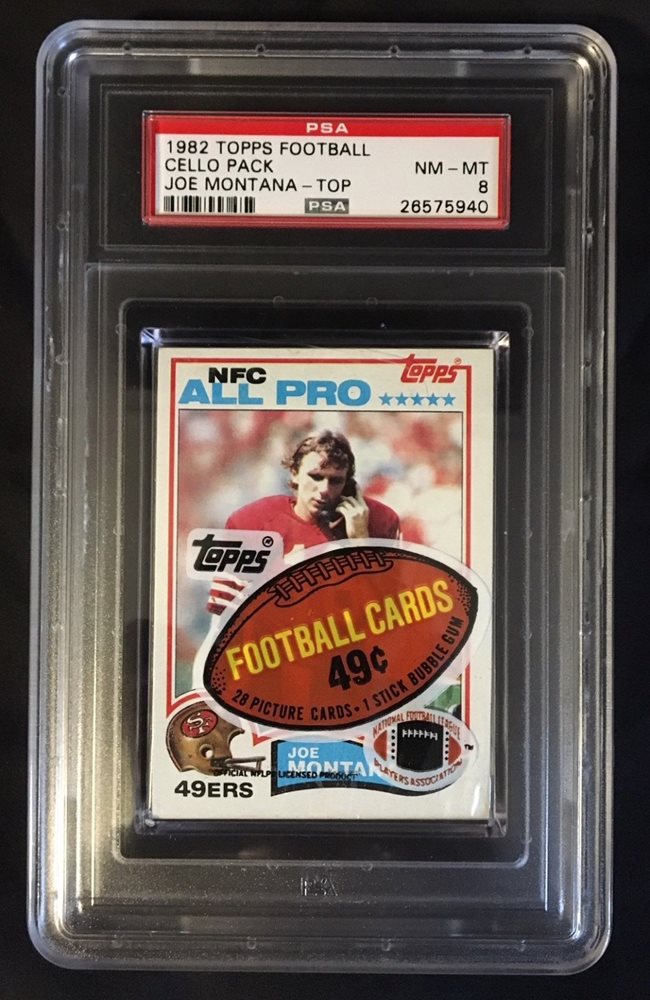 PSA
1982 TOPPS FOOTBALL
CELLO PACK NM - MT
JOE MONTANA - TOP 8
PSA 26575940
NFC
ALL PRO
topps®
topps®
FOOTBALL CARDS
49¢
28 PICTURE CARDS • 1 STICK BUBBLE GUM
SF
NATIONAL FOOTBALL LEAGUE
PLAYERS ASSOCIATION
™
JOE
MONTA
OFFICIAL NFLPA LICENSED PRODUCT
49ERS